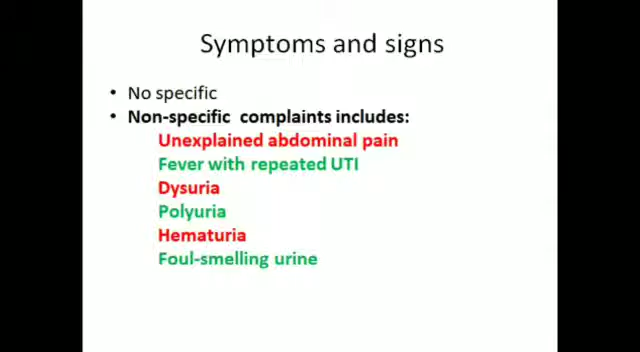 Symptoms and signs
• No specific
• Non-specific complaints includes:
Unexplained abdominal pain
Fever with repeated UTI
Dysuria
Polyuria
Hematuria
Foul-smelling urine